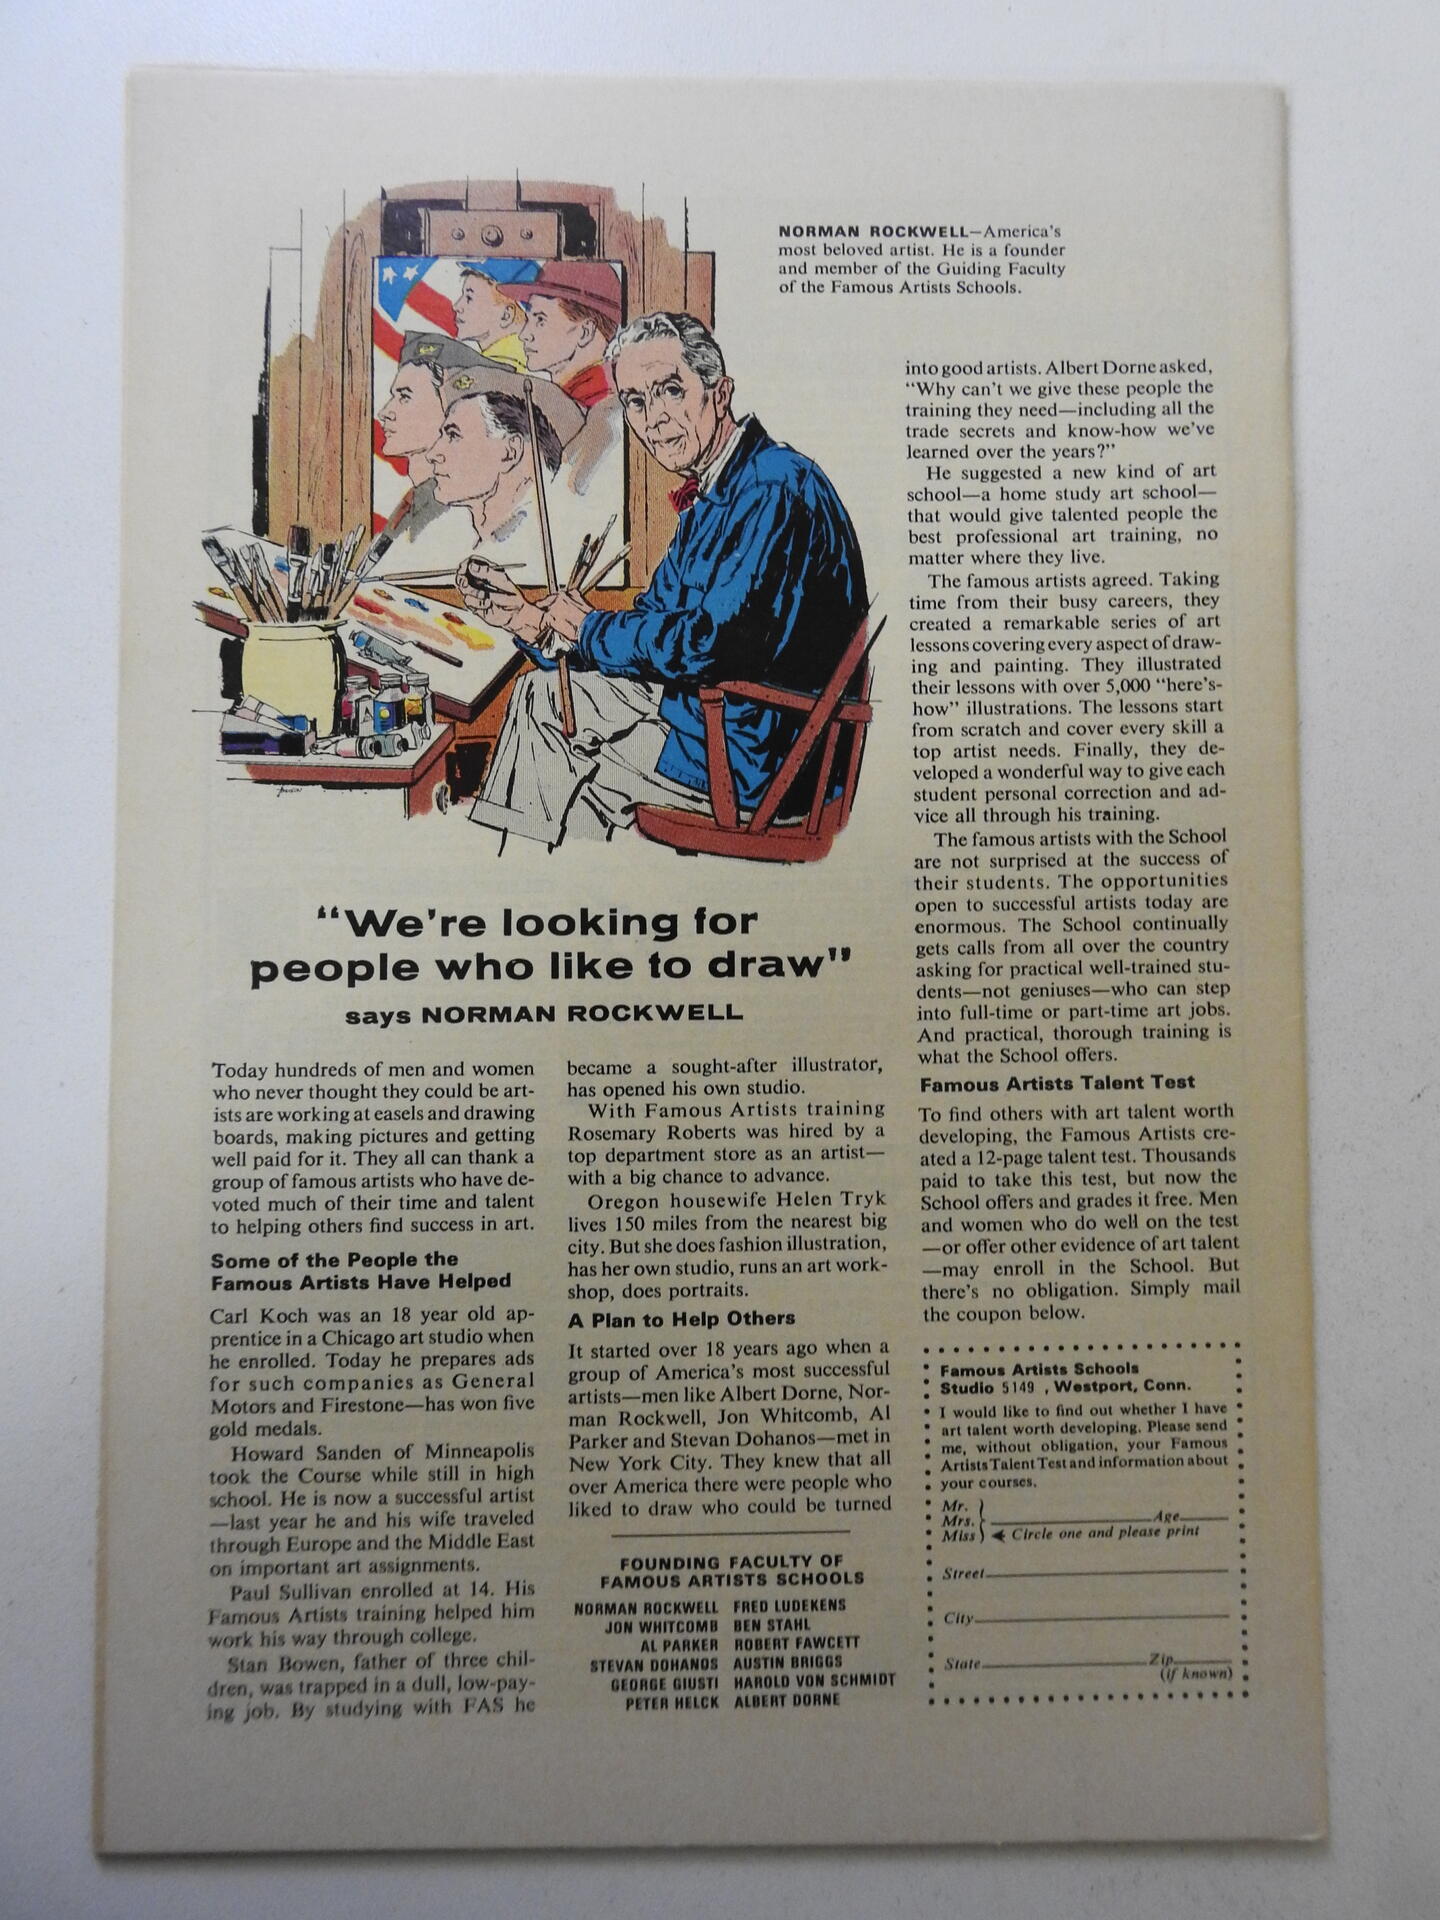 NORMAN ROCKWELL—America's
most beloved artist. He is a founder
and member of the Guiding Faculty
of the Famous Artists Schools.
"We're looking for
people who like to draw"
says NORMAN ROCKWELL
Today hundreds of men and women
who never thought they could be art-
ists are working at easels and drawing
boards, making pictures and getting
well paid for it. They all can thank a
group of famous artists who have de-
voted much of their time and talent
to helping others find success in art.
Some of the People the
Famous Artists Have Helped
Carl Koch was an 18 year old ap-
prentice in a Chicago art studio when
he enrolled. Today he prepares ads
for such companies as General
Motors and Firestone—has won five
gold medals.
Howard Sanden of Minneapolis
took the Course while still in high
school. He is now a successful artist
—last year he and his wife traveled
through Europe and the Middle East
on important art assignments.
Paul Sullivan enrolled at 14. His
Famous Artists training helped him
work his way through college.
Stan Bowen, father of three chil-
dren, was trapped in a dull, low-pay-
ing job. By studying with FAS he
became a sought-after illustrator,
has opened his own studio.
With Famous Artists training
Rosemary Roberts was hired by a
top department store as an artist—
with a big chance to advance.
Oregon housewife Helen Tryk
lives 150 miles from the nearest big
city. But she does fashion illustration,
has her own studio, runs an art work-
shop, does portraits.
A Plan to Help Others
It started over 18 years ago when a
group of America's most successful
artists—men like Albert Dorne, Nor-
man Rockwell, Jon Whitcomb, Al
Parker and Stevan Dohanos—met in
New York City. They knew that all
over America there were people who
liked to draw who could be turned
FOUNDING FACULTY OF
FAMOUS ARTISTS SCHOOLS
NORMAN ROCKWELL FRED LUDEKENS
JON WHITCOMB BEN STAHL
AL PARKER ROBERT FAWCETT
STEVAN DOHANOS AUSTIN BRIGGS
GEORGE GIUSTI HAROLD VON SCHMIDT
PETER HELCK ALBERT DORNE
into good artists. Albert Dorne asked,
"Why can't we give these people the
training they need—including all the
trade secrets and know-how we've
learned over the years?"
He suggested a new kind of art
school—a home study art school—
that would give talented people the
best professional art training, no
matter where they live.
The famous artists agreed. Taking
time from their busy careers, they
created a remarkable series of art
lessons covering every aspect of draw-
ing and painting. They illustrated
their lessons with over 5,000 "here's-
how" illustrations. The lessons start
from scratch and cover every skill a
top artist needs. Finally, they de-
veloped a wonderful way to give each
student personal correction and ad-
vice all through his training.
The famous artists with the School
are not surprised at the success of
their students. The opportunities
open to successful artists today are
enormous. The School continually
gets calls from all over the country
asking for practical well-trained stu-
dents—not geniuses—who can step
into full-time or part-time art jobs.
And practical, thorough training is
what the School offers.
Famous Artists Talent Test
To find others with art talent worth
developing, the Famous Artists cre-
ated a 12-page talent test. Thousands
paid to take this test, but now the
School offers and grades it free. Men
and women who do well on the test
—or offer other evidence of art talent
—may enroll in the School. But
there's no obligation. Simply mail
the coupon below.
Famous Artists Schools
Studio 5149 , Westport, Conn.
I would like to find out whether I have
art talent worth developing. Please send
me, without obligation, your Famous
Artists Talent Test and information about
your courses.
Mr.
Mrs. Age
Miss Circle one and please print
Street
City
State Zip
(if known)